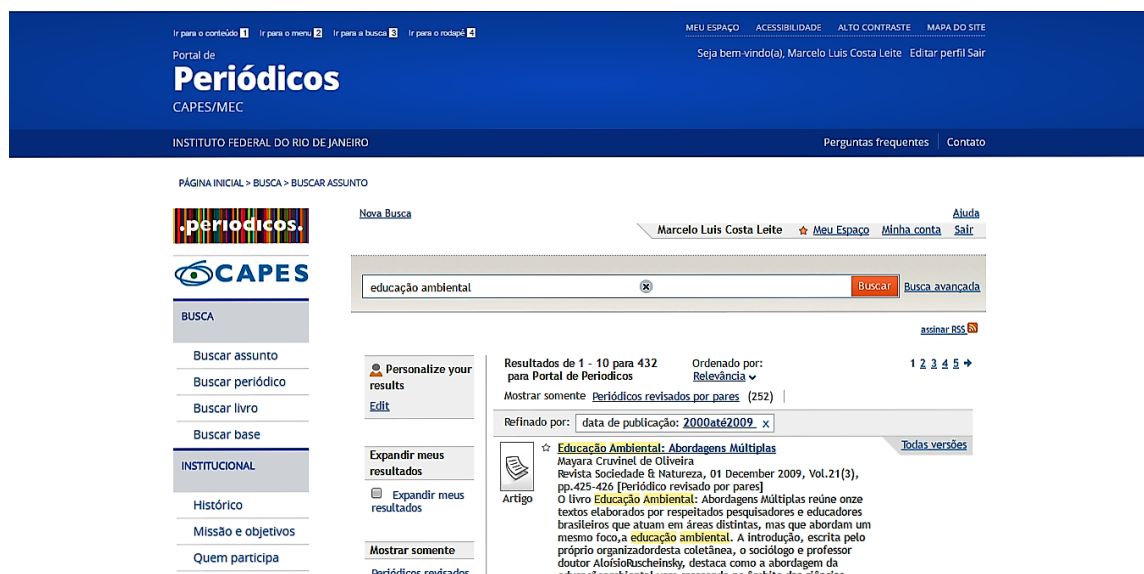 Ir para o conteúdo 1 Ir para o menu 2 Ir para a busca 3 Ir para o rodapé 4
MEU ESPAÇO ACESSIBILIDADE ALTO CONTRASTE MAPA DO SITE
Portal de
Seja bem-vindo(a), Marcelo Luis Costa Leite Editar perfil Sair
Periódicos
CAPES/MEC
INSTITUTO FEDERAL DO RIO DE JANEIRO
Perguntas frequentes Contato
PÁGINA INICIAL > BUSCA > BUSCAR ASSUNTO
.periodicos.
CAPES
BUSCA
Buscar assunto
Buscar periódico
Buscar livro
Buscar base
INSTITUCIONAL
Histórico
Missão e objetivos
Quem participa
Nova Busca
Ajuda
Marcelo Luis Costa Leite Meu Espaço Minha conta Sair
educação ambiental
Buscar Busca avançada
assinar RSS
Personalize your
results
Edit
Expandir meus
resultados
Expandir meus
resultados
Mostrar somente
Periódicos revisados
Resultados de 1 - 10 para 432
para Portal de Periodicos
Ordenado por:
Relevância
1 2 3 4 5
Mostrar somente Periódicos revisados por pares (252)
Refinado por: data de publicação: 2000até2009 x
Todas versões
Artigo
Educação Ambiental: Abordagens Múltiplas
Mayara Cruvinel de Oliveira
Revista Sociedade & Natureza, 01 December 2009, Vol.21(3),
pp.425-426 [Periódico revisado por pares]
O livro Educação Ambiental: Abordagens Múltiplas reúne onze
textos elaborados por respeitados pesquisadores e educadores
brasileiros que atuam em áreas distintas, mas que abordam um
mesmo foco,a educação ambiental. A introdução, escrita pelo
próprio organizadordesta coletânea, o sociólogo e professor
doutor AloísioRuscheinsky, destaca como a abordagem da